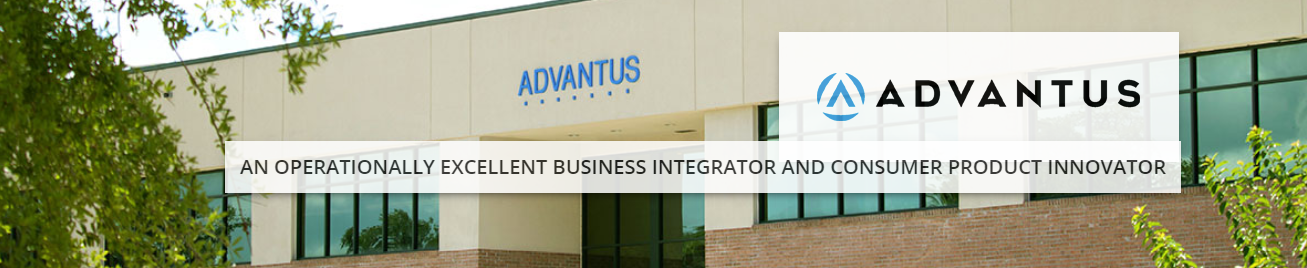 ADVANTUS
ADVANTUS
AN OPERATIONALLY EXCELLENT BUSINESS INTEGRATOR AND CONSUMER PRODUCT INNOVATOR